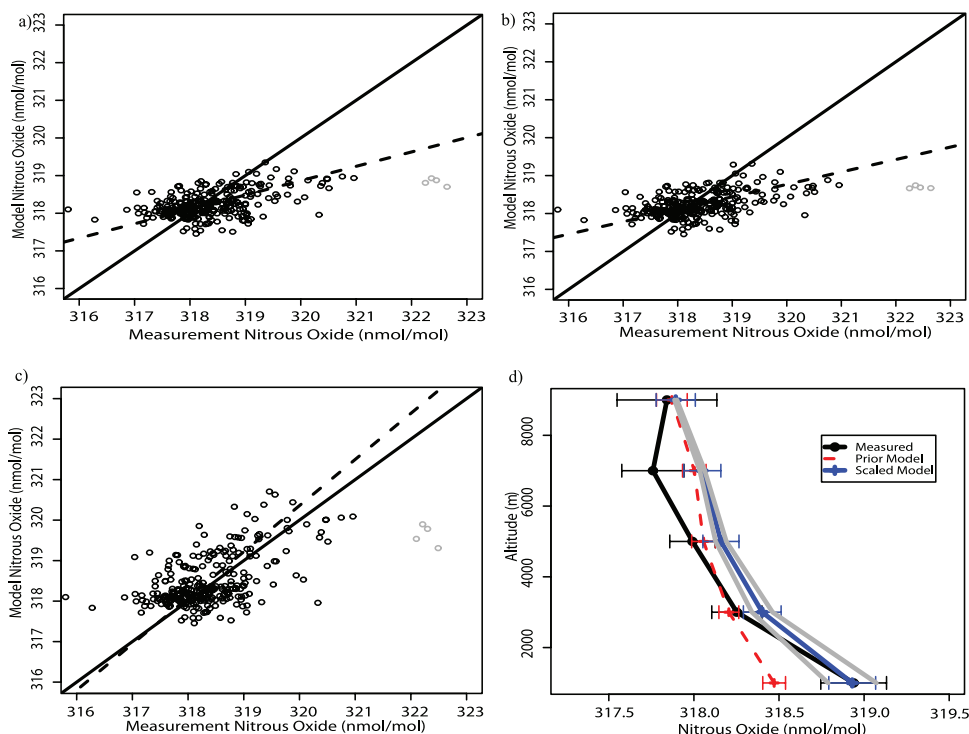 a)
323
322
320
319
318
317
316
Model Nitrous Oxide (nmol/mol)
316 317 318 319 320 321 322 323
Measurement Nitrous Oxide (nmol/mol)
b)
323
322
320
319
318
317
316
Model Nitrous Oxide (nmol/mol)
316 317 318 319 320 321 322 323
Measurement Nitrous Oxide (nmol/mol)
c)
323
322
320
319
318
317
316
Model Nitrous Oxide (nmol/mol)
316 317 318 319 320 321 322 323
Measurement Nitrous Oxide (nmol/mol)
d)
8000
6000
4000
2000
Altitude (m)
Measured
Prior Model
Scaled Model
317.5 318.0 318.5 319.0 319.5
Nitrous Oxide (nmol/mol)